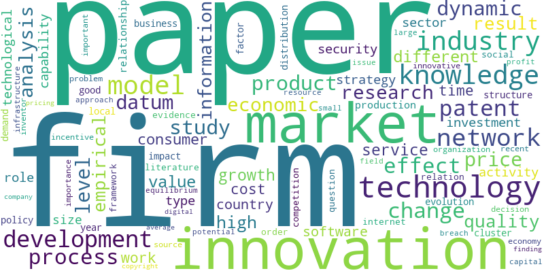 technological
analysis
capability
paper
relationship
business
important
factor
distribution
information
security
sector
large
dynamic
result
issue
social
profit
innovative
industry
different
knowledge
demand
infrastructure
inventor
pricing
problem
good
approach
model
datum
product
strategy
resource
small
production
structure
economic
research
time
patent
incentive
local
evidence
study
market
network
investment
firm
role
level
empirical
consumer
service
organization
recent
effect
price
activity
importance
framework
impact
literature
equilibrium
value
growth
cost
country
competition
question
technology
field
relation
evolution
company
digital
type
high
change
internet
decision
quality
policy
size
year
average
potential
order
software
breach
cluster
economy
finding
development
process
work
source
copyright
innovation
capital